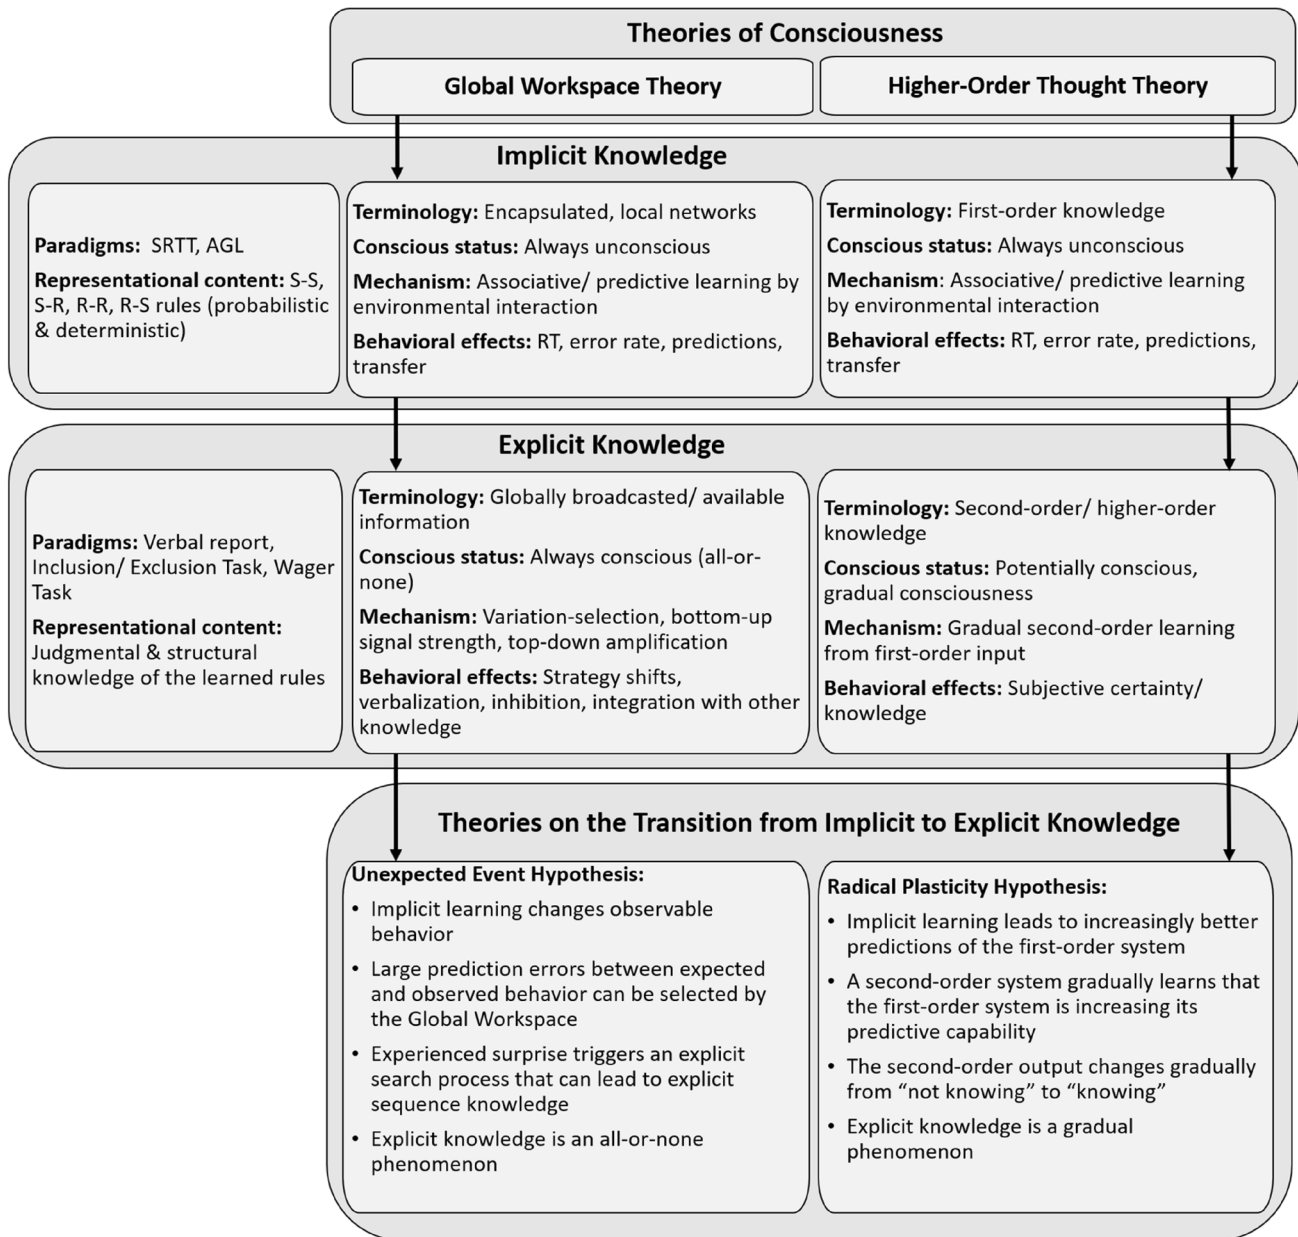 Theories of Consciousness
Global Workspace Theory
Higher-Order Thought Theory
Implicit Knowledge
Paradigms: SRTT, AGL
Representational content: S-S,
S-R, R-R, R-S rules (probabilistic
& deterministic)
Terminology: Encapsulated, local networks
Conscious status: Always unconscious
Mechanism: Associative/ predictive learning by
environmental interaction
Behavioral effects: RT, error rate, predictions,
transfer
Terminology: First-order knowledge
Conscious status: Always unconscious
Mechanism: Associative/ predictive learning
by environmental interaction
Behavioral effects: RT, error rate, predictions,
transfer
Explicit Knowledge
Paradigms: Verbal report,
Inclusion/ Exclusion Task, Wager
Task
Representational content:
Judgmental & structural
knowledge of the learned rules
Terminology: Globally broadcasted/ available
information
Conscious status: Always conscious (all-or-
none)
Mechanism: Variation-selection, bottom-up
signal strength, top-down amplification
Behavioral effects: Strategy shifts,
verbalization, inhibition, integration with other
knowledge
Terminology: Second-order/ higher-order
knowledge
Conscious status: Potentially conscious,
gradual consciousness
Mechanism: Gradual second-order learning
from first-order input
Behavioral effects: Subjective certainty/
knowledge
Theories on the Transition from Implicit to Explicit Knowledge
Unexpected Event Hypothesis:
• Implicit learning changes observable
behavior
• Large prediction errors between expected
and observed behavior can be selected by
the Global Workspace
• Experienced surprise triggers an explicit
search process that can lead to explicit
sequence knowledge
• Explicit knowledge is an all-or-none
phenomenon
Radical Plasticity Hypothesis:
• Implicit learning leads to increasingly better
predictions of the first-order system
• A second-order system gradually learns that
the first-order system is increasing its
predictive capability
• The second-order output changes gradually
from “not knowing” to “knowing”
• Explicit knowledge is a gradual
phenomenon